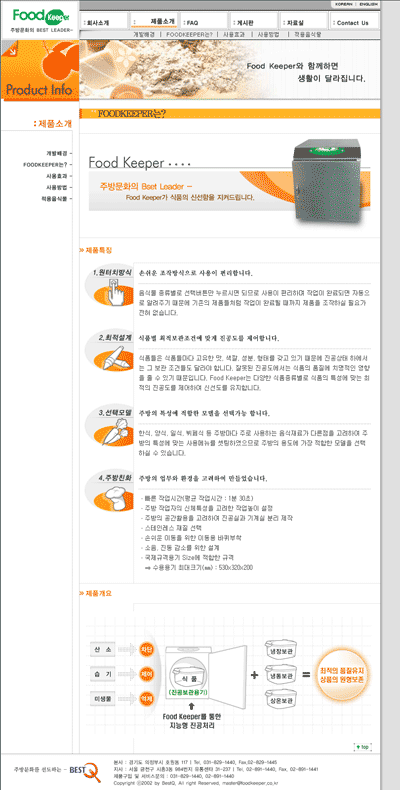 KOREAN | ENGLISH
Food Keeper
주방문화의 BEST LEADER-
: 회사소개
: 제품소개
: FAQ
: 게시판
: 자료실
: Contact Us
개발배경 | FOODKEEPER는? | 사용효과 | 사용방법 | 적용음식물
Food Keeper와 함께하면
생활이 달라집니다.
Product Info
: 제품소개
개발배경 -
FOODKEEPER는? -
사용효과 -
사용방법 -
적용음식물 -
FOODKEEPER는?
Food Keeper ····
주방문화의 Beet Leader -
Food Keeper가 식품의 신선함을 지켜드립니다.
» 제품특징
1.원터치방식
손쉬운 조작방식으로 사용이 편리합니다.
음식물 종류별로 선택버튼만 누르시면 되므로 사용이 편리하며 작업이 완료되면 자동으
로 알려주기 때문에 기존의 제품들처럼 작업이 완료될 때까지 제품을 조작하실 필요가
전혀 없습니다.
2.최적설계
식품별 최적보관조건에 맞게 진공도를 제어합니다.
식품들은 식품들마다 고유한 맛, 색깔, 성분, 형태를 갖고 있기 때문에 진공상태 하에서
는 그 보관 조건들도 달라야 합니다. 잘못된 진공도에서는 식품의 품질에 치명적인 영향
을 줄 수 있기 때문입니다. Food Keeper는 다양한 식품종류별로 식품의 특성에 맞는 최
적의 진공도를 제어하여 신선도를 유지합니다.
3.선택모델
주방의 특성에 적합한 모델을 선택가능 합니다.
한식, 양식, 일식, 뷔페식 등 주방마다 주로 사용하는 음식재료가 다른점을 고려하여 주
방의 특성에 맞는 사용메뉴를 셋팅하였으므로 주방의 용도에 가장 적합한 모델을 선택
하실 수 있습니다.
4.주방친화
주방의 업무와 환경을 고려하여 만들었습니다.
· 빠른 작업시간(평균 작업시간 : 1분 30초)
· 주방 작업자의 신체특성을 고려한 작업높이 설정
· 주방의 공간활용을 고려하여 진공실과 기계실 분리 제작
· 스테인레스 재질 선택
· 손쉬운 이동을 위한 이동용 바퀴부착
· 소음, 진동 감소를 위한 설계
· 국제규격용기 Size에 적합한 규격
⇒ 수용용기 최대크기(mm) : 530×320×200
» 제품개요
산 소
차단
습 기
제어
미생물
억제
식 품
(진공보관용기)
Food Keeper를 통한
지능형 진공처리
+
+
냉장보관
냉동보관
상온보관
최적의 품질유지
상품의 원형보존
top
주방문화를 선도하는 - BESTQ
본사 : 경기도 의정부시 호원동 117 | Tel, 031-829-1440, Fax,02-829-1445
지사 : 서울 금천구 시흥3동 984번지 유통센타 31-237 | Tel, 02-891-1440, Fax, 02-891-1441
제품구입 및 서비스문의 : 031-829-1440, 02-891-1440
Copyright ⓒ2002 by BestQ, All right Reserved, master@foodkeeper,co,kr